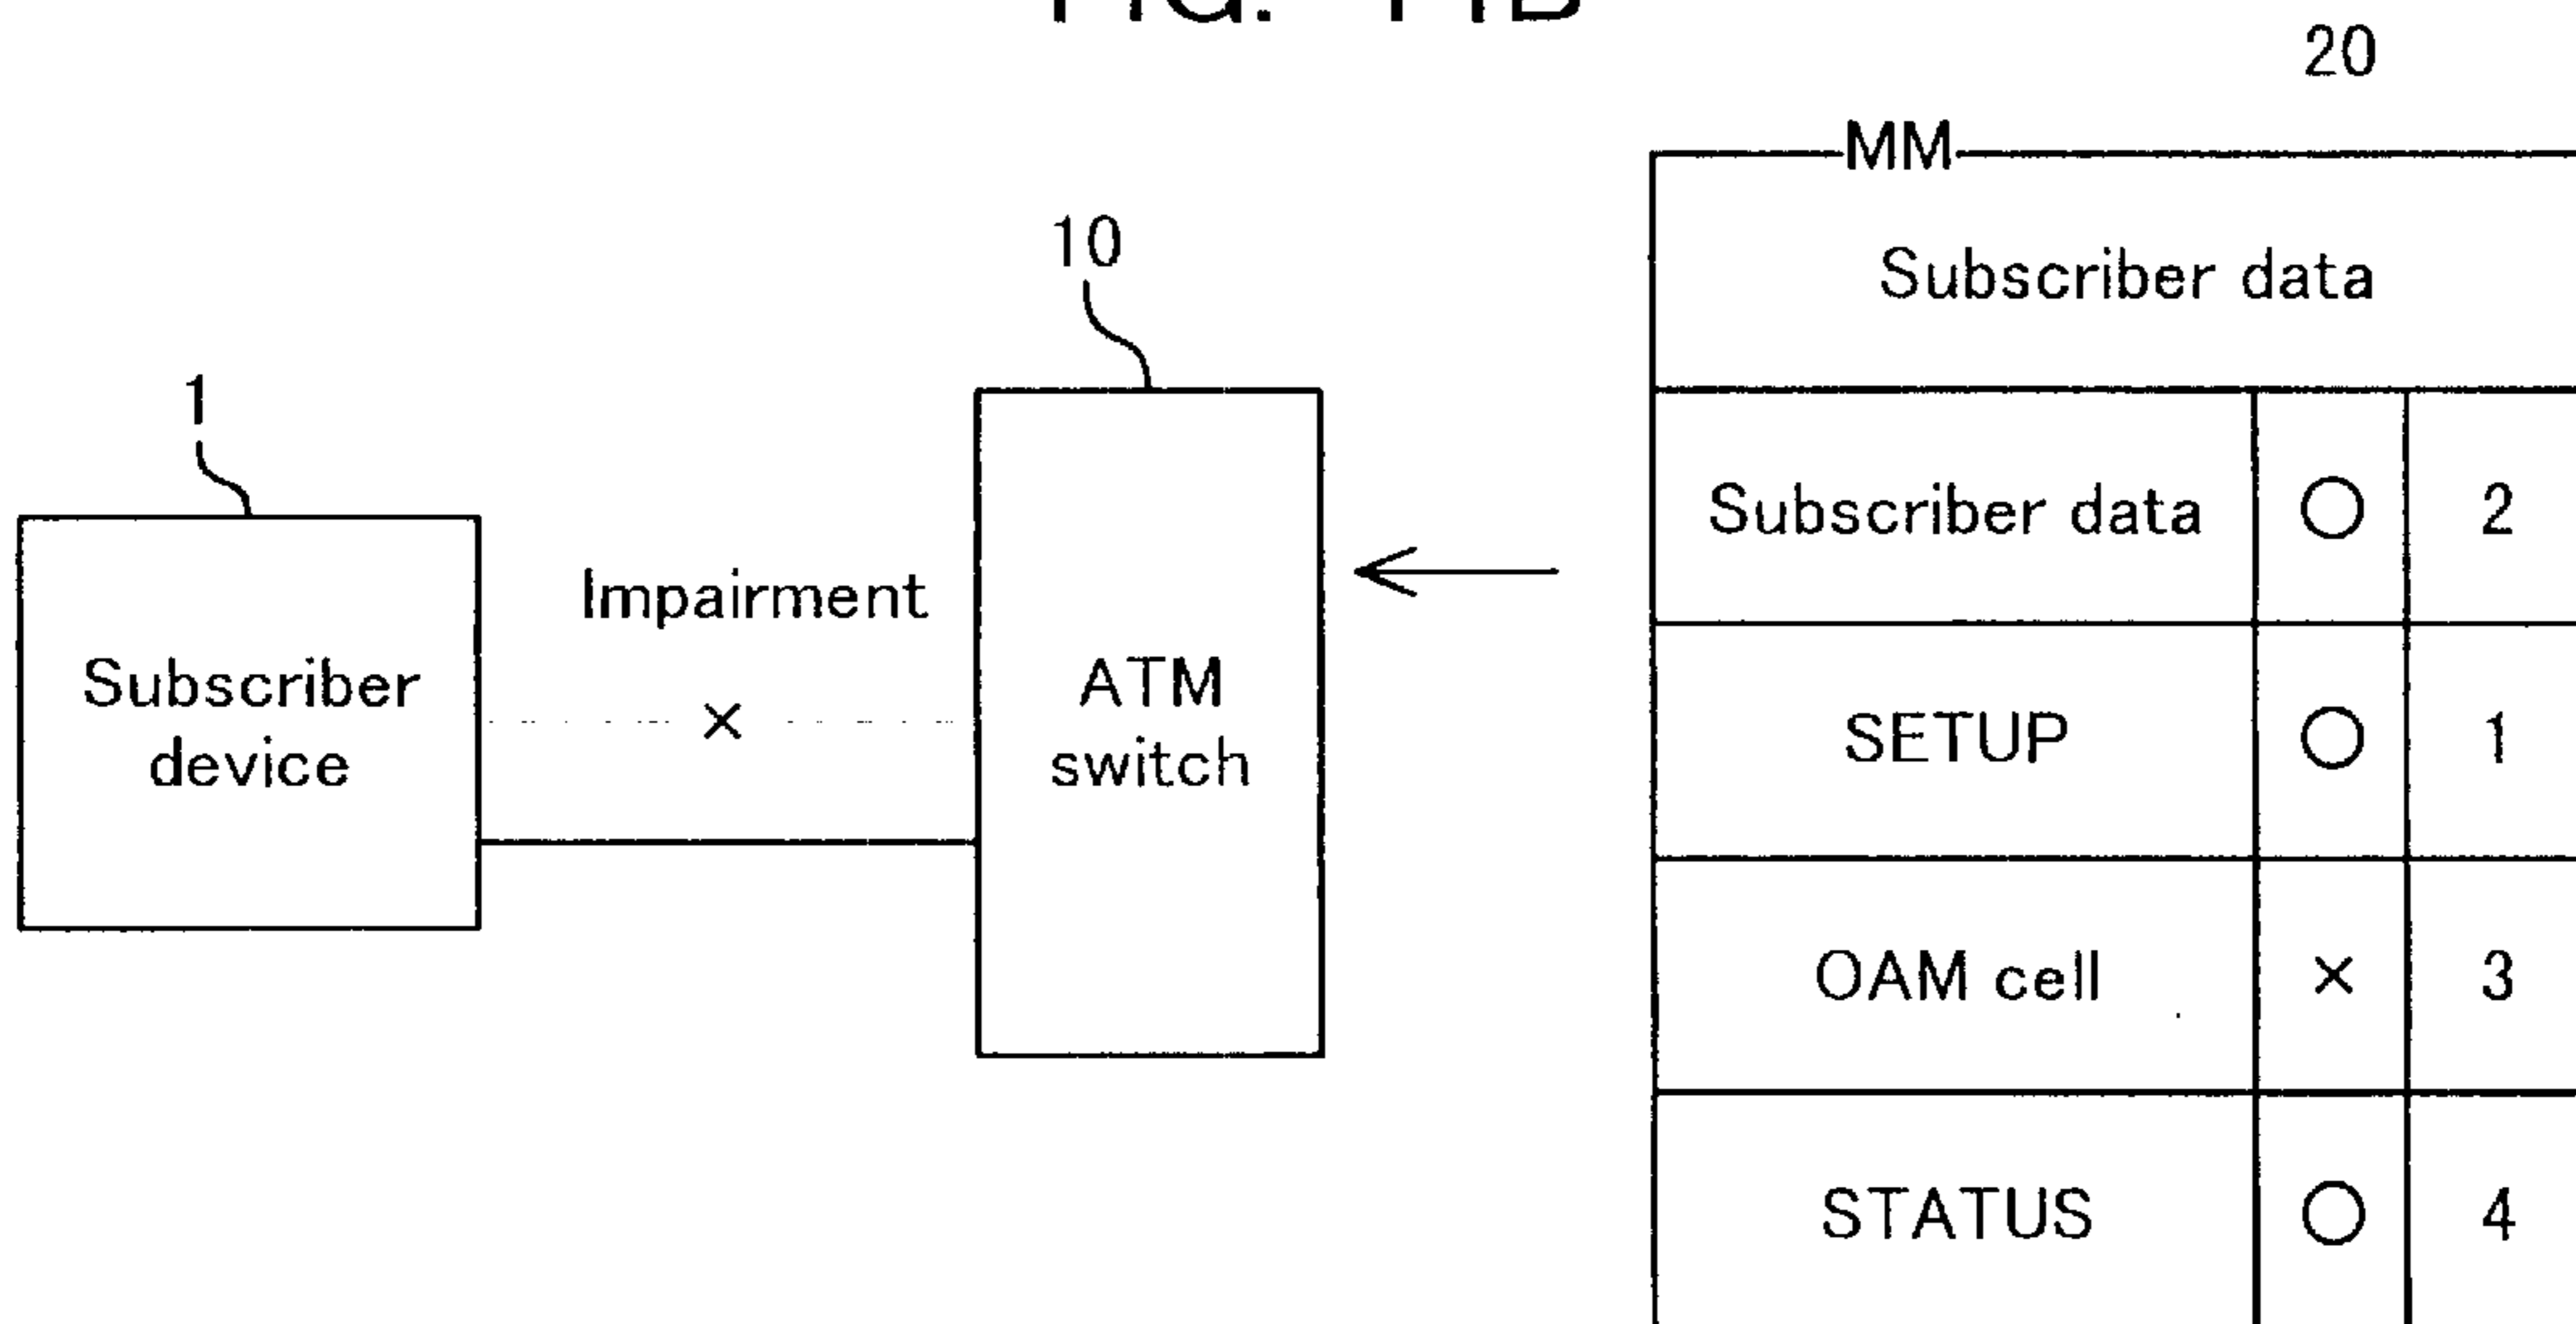 20
MM
Subscriber data
10
1
Subscriber data ○ 2
Impairment
Subscriber
device
×
ATM
switch
SETUP ○ 1
OAM cell × 3
STATUS ○ 4